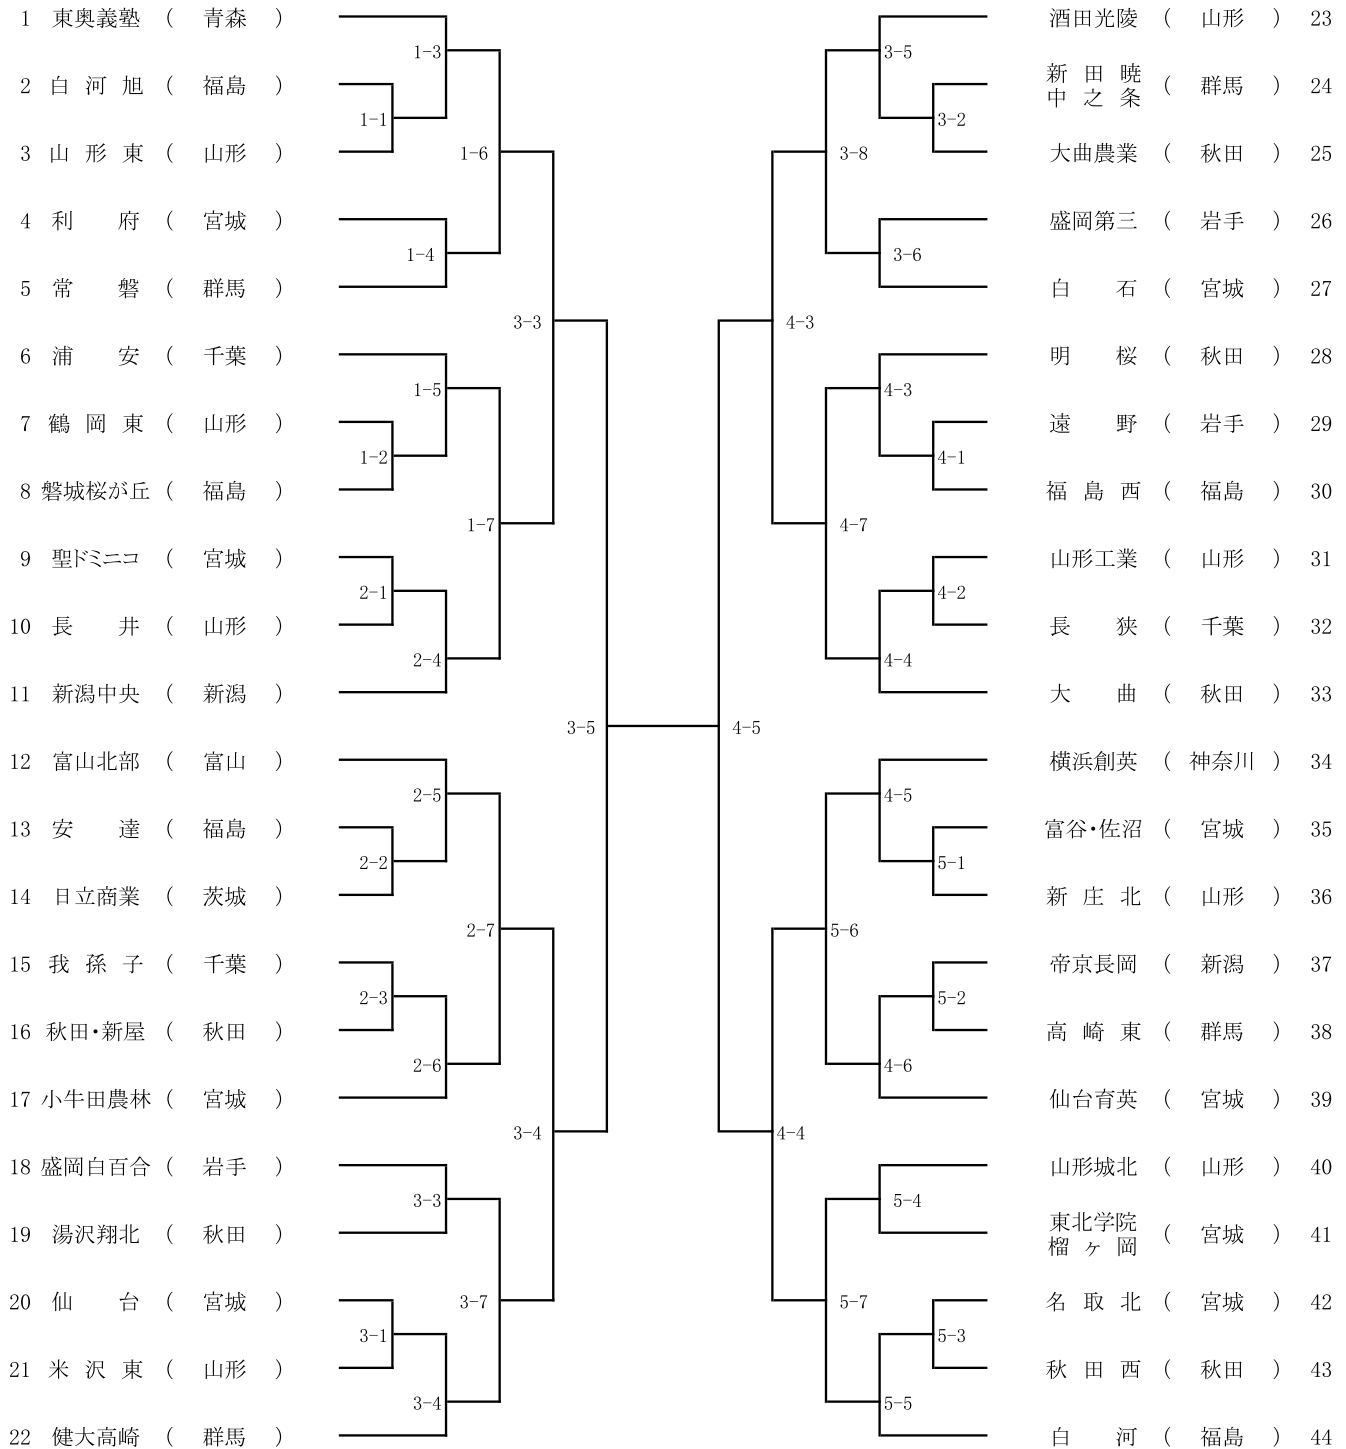 1 東奥義塾 ( 青森 )
1-3
2 白河旭 ( 福島 )
1-1
3 山形東 ( 山形 )
1-6
4 利府 ( 宮城 )
1-4
5 常磐 ( 群馬 )
3-3
6 浦安 ( 千葉 )
1-5
7 鶴岡東 ( 山形 )
1-2
8 磐城桜が丘 ( 福島 )
1-7
9 聖ドミニコ ( 宮城 )
2-1
10 長井 ( 山形 )
2-4
11 新潟中央 ( 新潟 )
3-5
12 富山北部 ( 富山 )
2-5
13 安達 ( 福島 )
2-2
14 日立商業 ( 茨城 )
2-7
15 我孫子 ( 千葉 )
2-3
16 秋田・新屋 ( 秋田 )
2-6
17 小牛田農林 ( 宮城 )
3-4
18 盛岡白百合 ( 岩手 )
3-3
19 湯沢翔北 ( 秋田 )
20 仙台 ( 宮城 )
3-7
3-1
21 米沢東 ( 山形 )
3-4
22 健大高崎 ( 群馬 )
酒田光陵 ( 山形 ) 23
3-5
新田暁
中之条 ( 群馬 ) 24
3-2
大曲農業 ( 秋田 ) 25
3-8
盛岡第三 ( 岩手 ) 26
3-6
白石 ( 宮城 ) 27
4-3
明桜 ( 秋田 ) 28
4-3
遠野 ( 岩手 ) 29
4-1
福島西 ( 福島 ) 30
4-7
山形工業 ( 山形 ) 31
4-2
長狭 ( 千葉 ) 32
4-4
大曲 ( 秋田 ) 33
4-5
横浜創英 ( 神奈川 ) 34
4-5
富谷・佐沼 ( 宮城 ) 35
5-1
新庄北 ( 山形 ) 36
5-6
帝京長岡 ( 新潟 ) 37
5-2
高崎東 ( 群馬 ) 38
4-6
仙台育英 ( 宮城 ) 39
4-4
山形城北 ( 山形 ) 40
5-4
東北学院
榴ヶ岡 ( 宮城 ) 41
名取北 ( 宮城 ) 42
5-7
5-3
秋田西 ( 秋田 ) 43
5-5
白河 ( 福島 ) 44